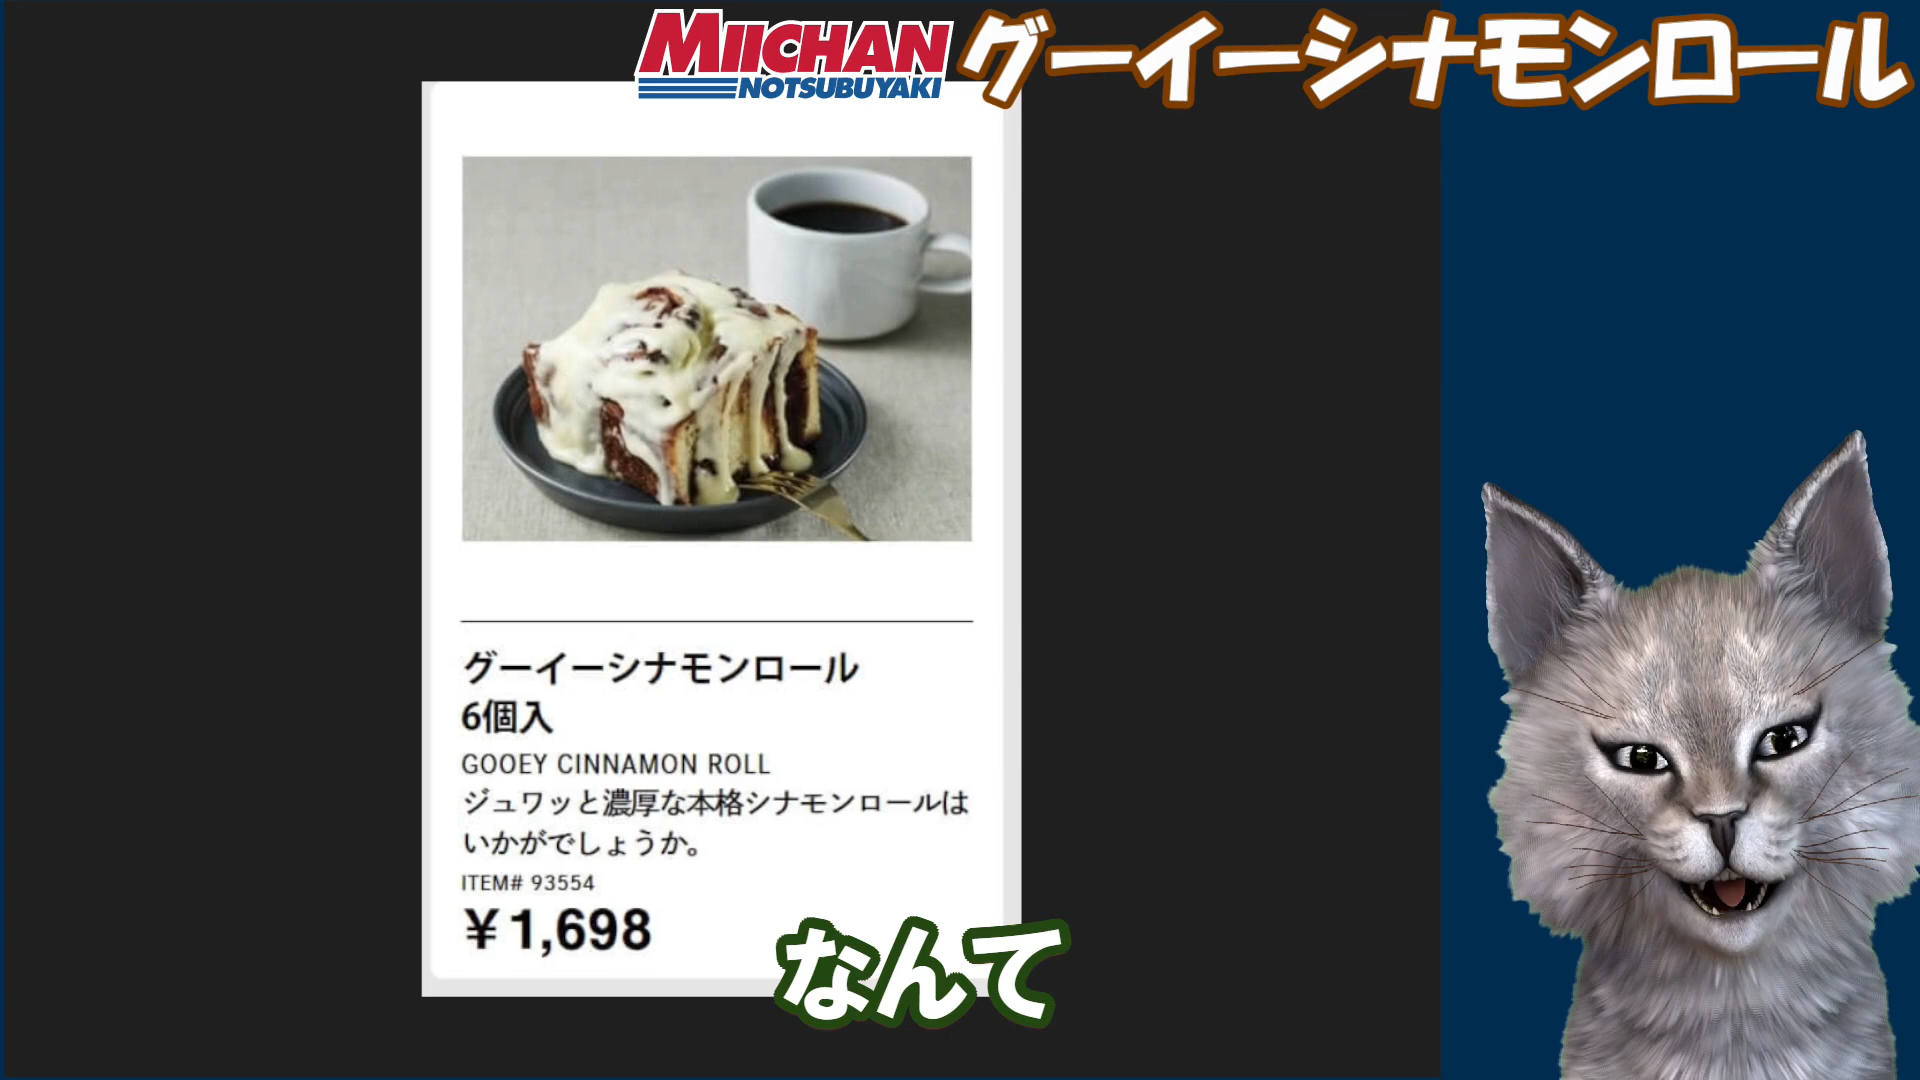 MIICHAN
NOTSUBUYAKI
グーイーシナモンロール
グーイーシナモンロール
6個入
GOOEY CINNAMON ROLL
ジュワッと濃厚な本格シナモンロールは
いかがでしょうか。
ITEM# 93554
¥1,698
なんて